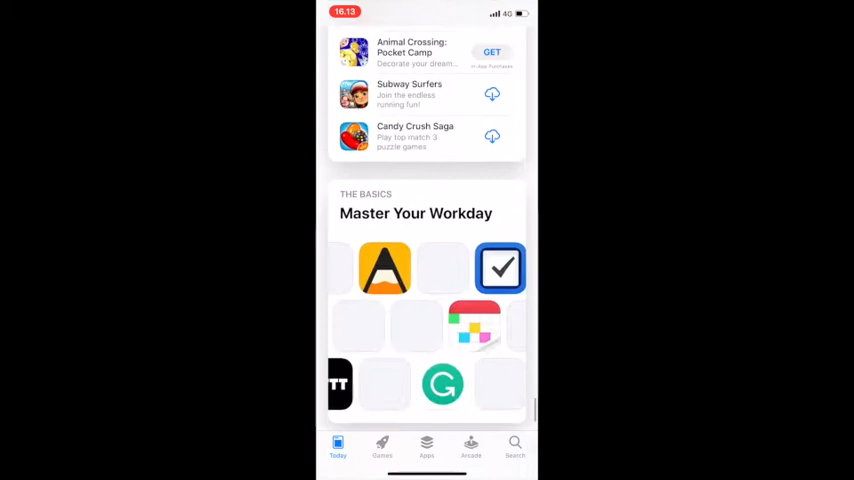 16.13
4G
Animal Crossing:
Pocket Camp
Decorate your dream...
GET
In-App Purchases
Subway Surfers
Join the endless
running fun!
Candy Crush Saga
Play top match 3
puzzle games
THE BASICS
Master Your Workday
TT
Today
Games
Apps
Arcade
Search